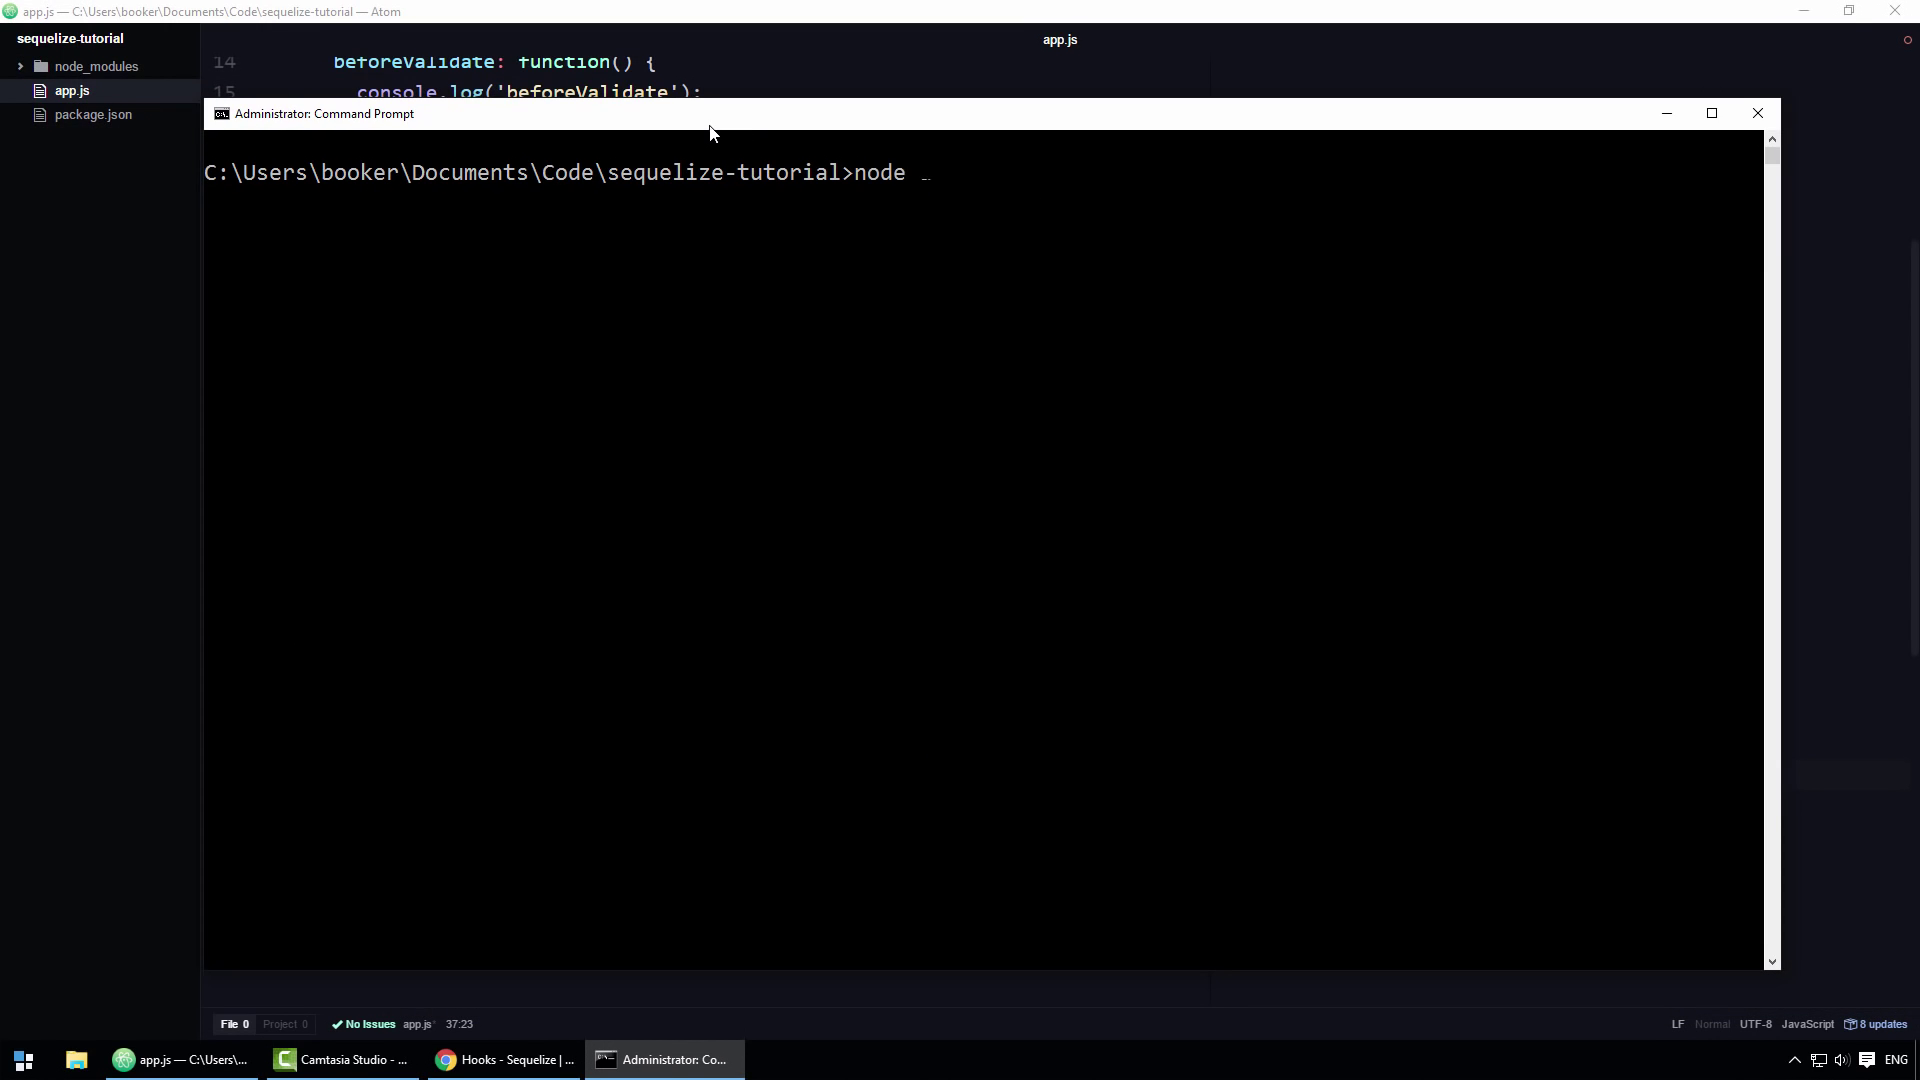 app.js — C:\Users\booker\Documents\Code\sequelize-tutorial — Atom
sequelize-tutorial
node_modules
app.js
package.json
app.js
14 beforeValidate: function() {
15 console.log('beforeValidate');
Administrator: Command Prompt
C:\Users\booker\Documents\Code\sequelize-tutorial>node _
File 0 Project 0 No Issues app.js* 37:23
LF Normal UTF-8 JavaScript 8 updates
app.js — C:\Users\... Camtasia Studio - ... Hooks - Sequelize | ... Administrator: Co... ENG